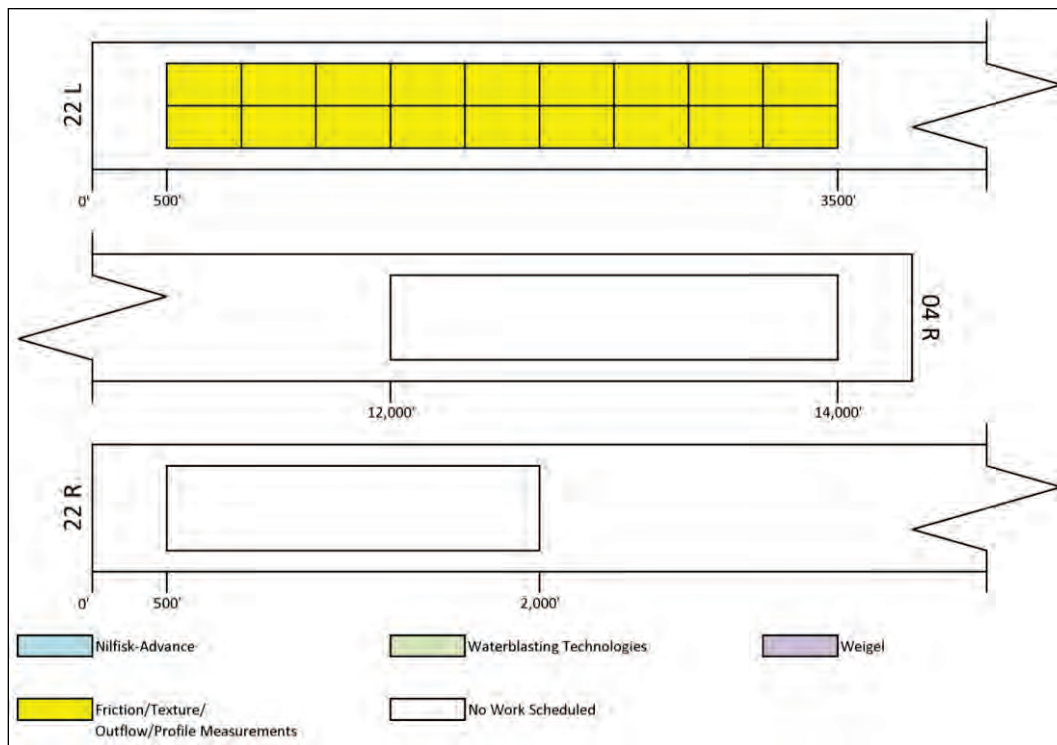 22 L
0'
500'
3500'
04 R
12,000'
14,000'
22 R
0'
500'
2,000'
Nilfisk-Advance
Waterblasting Technologies
Weigel
Friction/Texture/
Outflow/Profile Measurements
No Work Scheduled